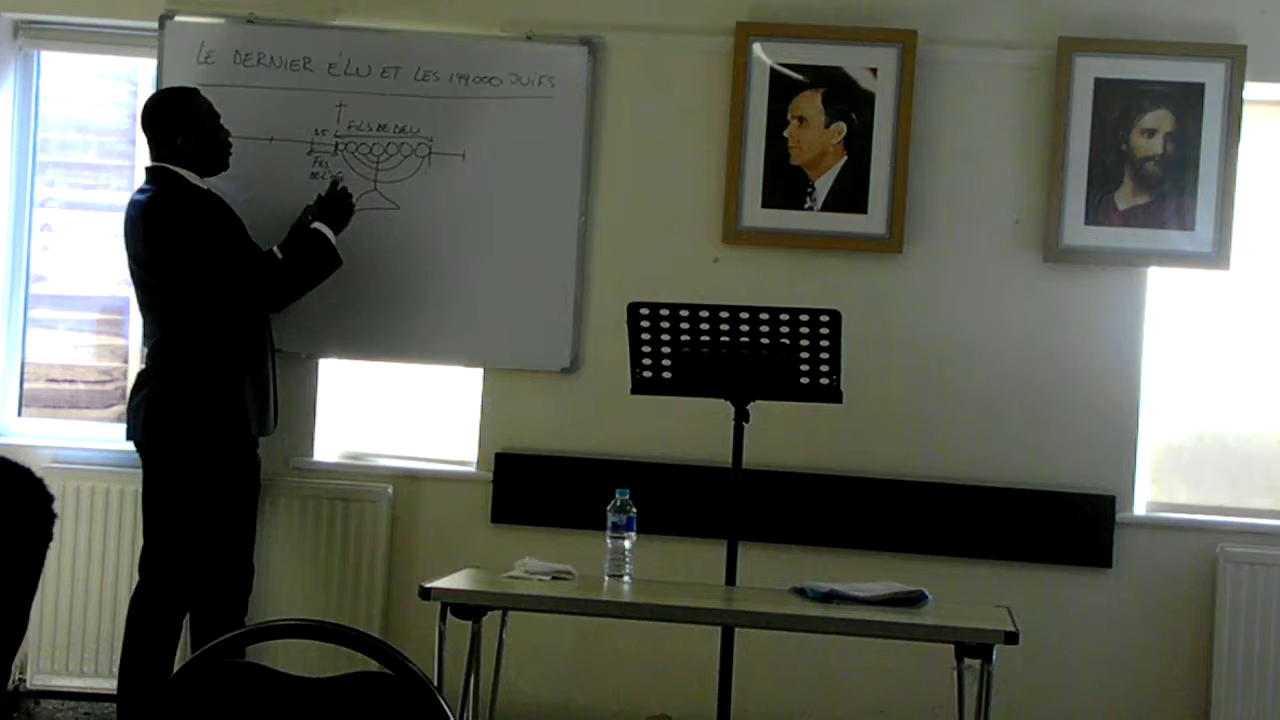 LE DERNIER ÉLU ET LES 144000 JUIFS
FILS DE DIEU
FILS